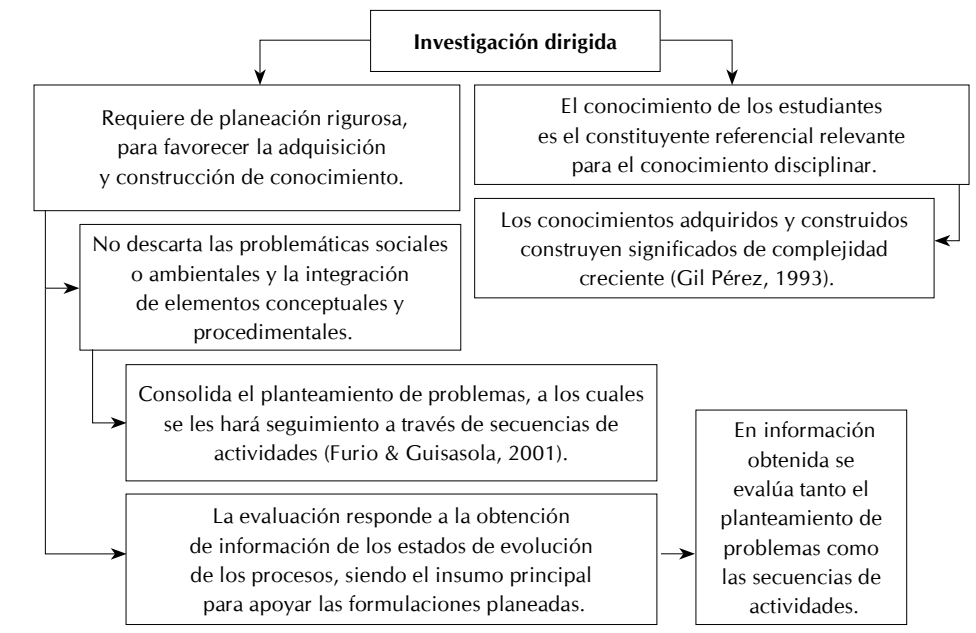 Investigación dirigida
Requiere de planeación rigurosa,
para favorecer la adquisición
y construcción de conocimiento.
El conocimiento de los estudiantes
es el constituyente referencial relevante
para el conocimiento disciplinar.
Los conocimientos adquiridos y construidos
construyen significados de complejidad
creciente (Gil Pérez, 1993).
No descarta las problemáticas sociales
o ambientales y la integración
de elementos conceptuales y
procedimentales.
Consolida el planteamiento de problemas, a los cuales
se les hará seguimiento a través de secuencias de
actividades (Furio & Guisasola, 2001).
La evaluación responde a la obtención
de información de los estados de evolución
de los procesos, siendo el insumo principal
para apoyar las formulaciones planeadas.
En información
obtenida se
evalúa tanto el
planteamiento de
problemas como
las secuencias de
actividades.